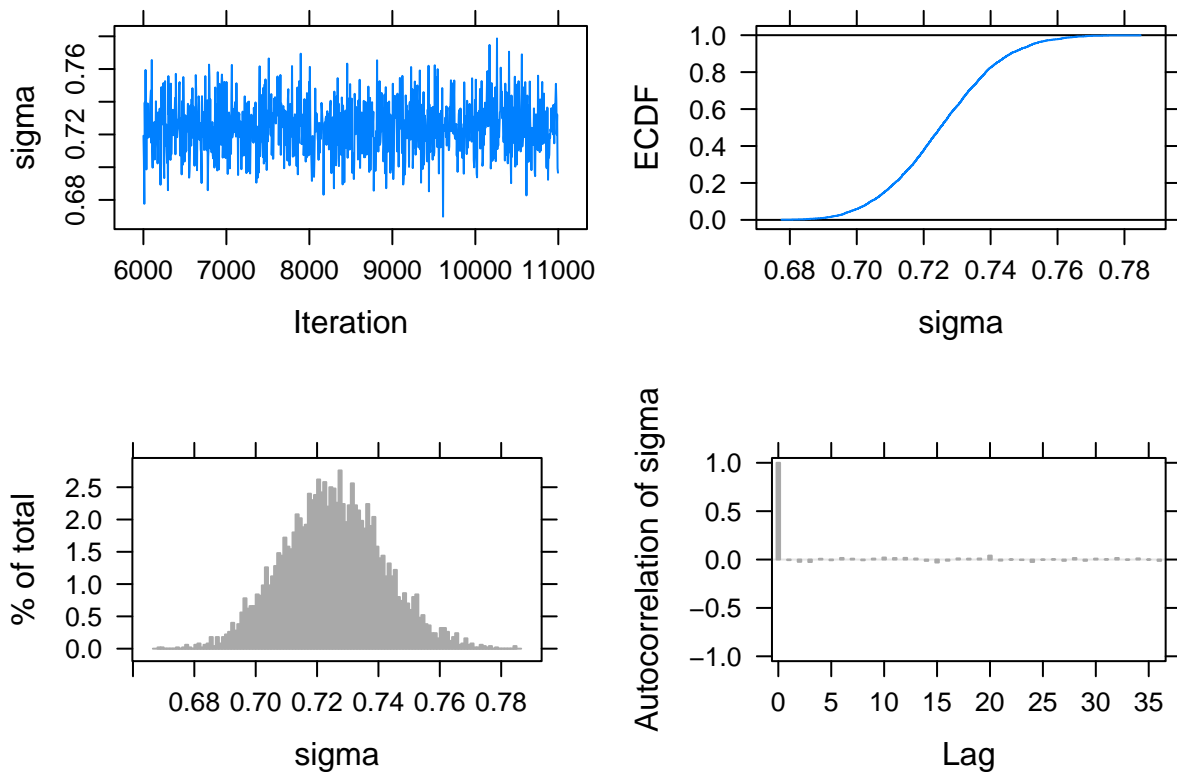 sigma
0.76
0.72
0.68
6000 7000 8000 9000 10000 11000
Iteration
ECDF
1.0
0.8
0.6
0.4
0.2
0.0
0.68 0.70 0.72 0.74 0.76 0.78
sigma
% of total
2.5
2.0
1.5
1.0
0.5
0.0
0.68 0.70 0.72 0.74 0.76 0.78
sigma
Autocorrelation of sigma
1.0
0.5
0.0
−0.5
−1.0
0 5 10 15 20 25 30 35
Lag